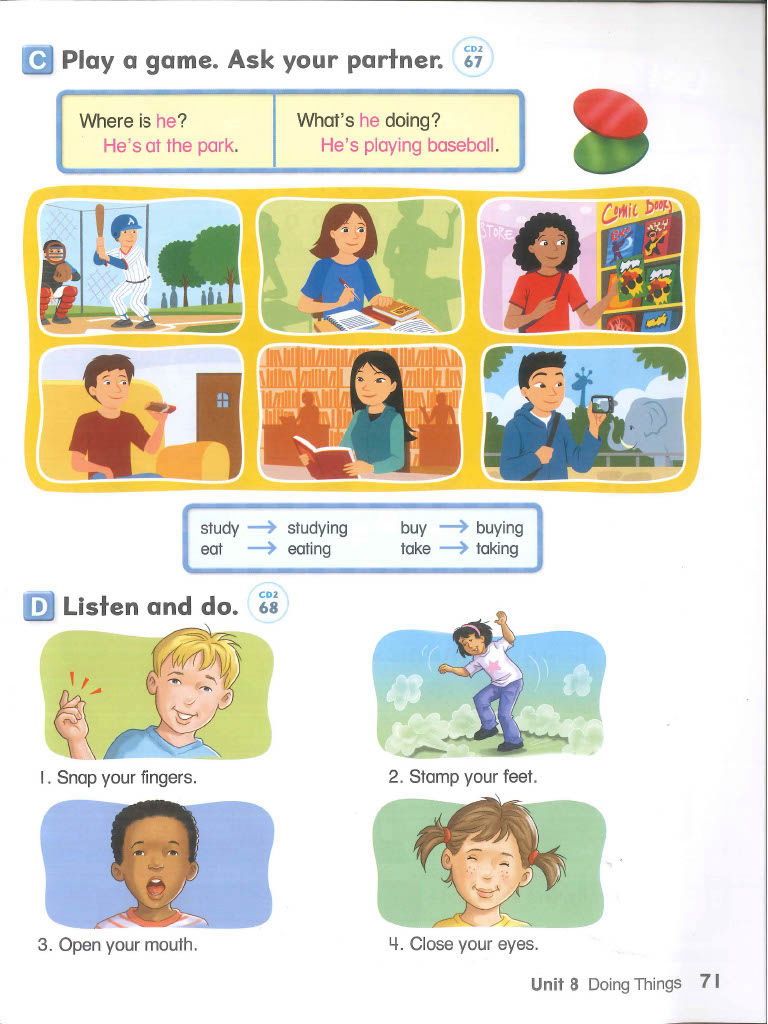 C Play a game. Ask your partner. CD2 67
Where is he?
He's at the park.
What's he doing?
He's playing baseball.
A
STORE
COMIC BOOKS
study → studying
buy → buying
eat → eating
take → taking
D Listen and do. CD2 68
1. Snap your fingers.
2. Stamp your feet.
3. Open your mouth.
4. Close your eyes.
Unit 8 Doing Things 71